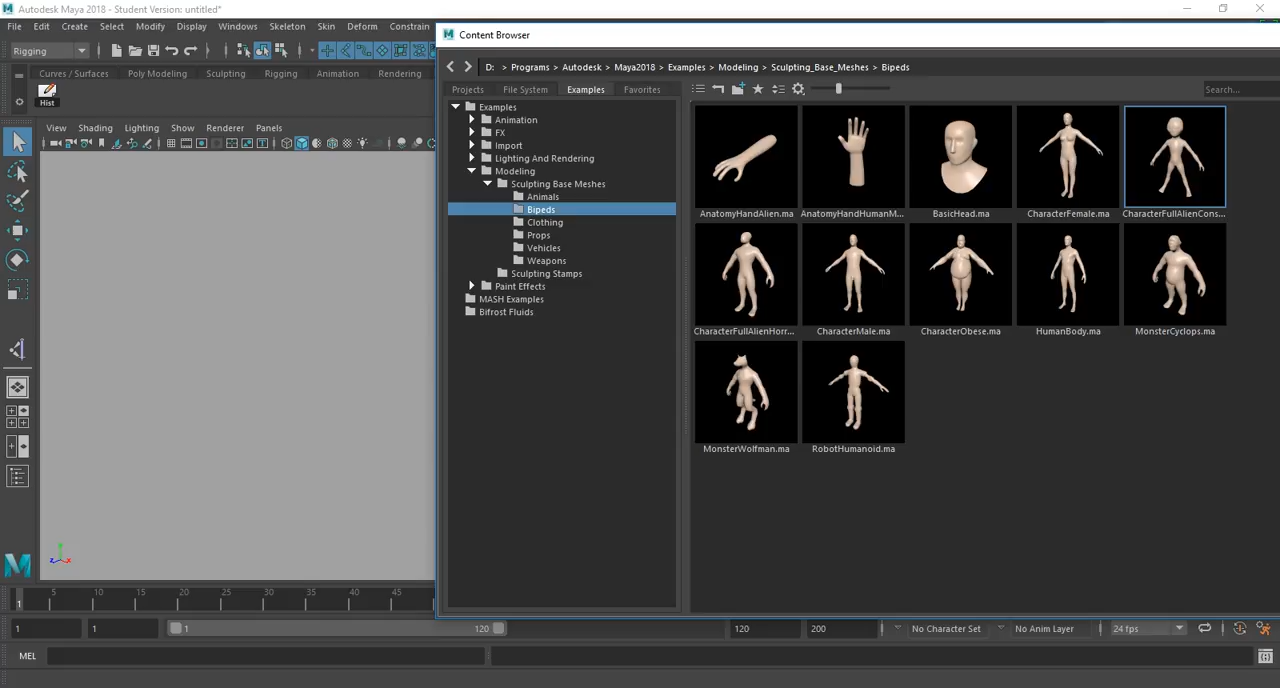 Autodesk Maya 2018 - Student Version: untitled*
File Edit Create Select Modify Display Windows Skeleton Skin Deform Constrain
Content Browser
Rigging
D: > Programs > Autodesk > Maya2018 > Examples > Modeling > Sculpting_Base_Meshes > Bipeds
Curves / Surfaces Poly Modeling Sculpting Rigging Animation Rendering
Projects File System Examples Favorites
Search...
Hist
Examples
Animation
FX
Import
Lighting And Rendering
Modeling
Sculpting Base Meshes
Animals
Bipeds
Clothing
Props
Vehicles
Weapons
Sculpting Stamps
Paint Effects
MASH Examples
Bifrost Fluids
View Shading Lighting Show Renderer Panels
AnatomyHandAlien.ma AnatomyHandHumanM... BasicHead.ma CharacterFemale.ma CharacterFullAlienCons...
CharacterFullAlienHorr... CharacterMale.ma CharacterObese.ma HumanBody.ma MonsterCyclops.ma
MonsterWolfman.ma RobotHumanoid.ma
1 5 10 15 20 25 30 35 40 45
1 1 1 120 120 200 No Character Set No Anim Layer 24 fps
MEL